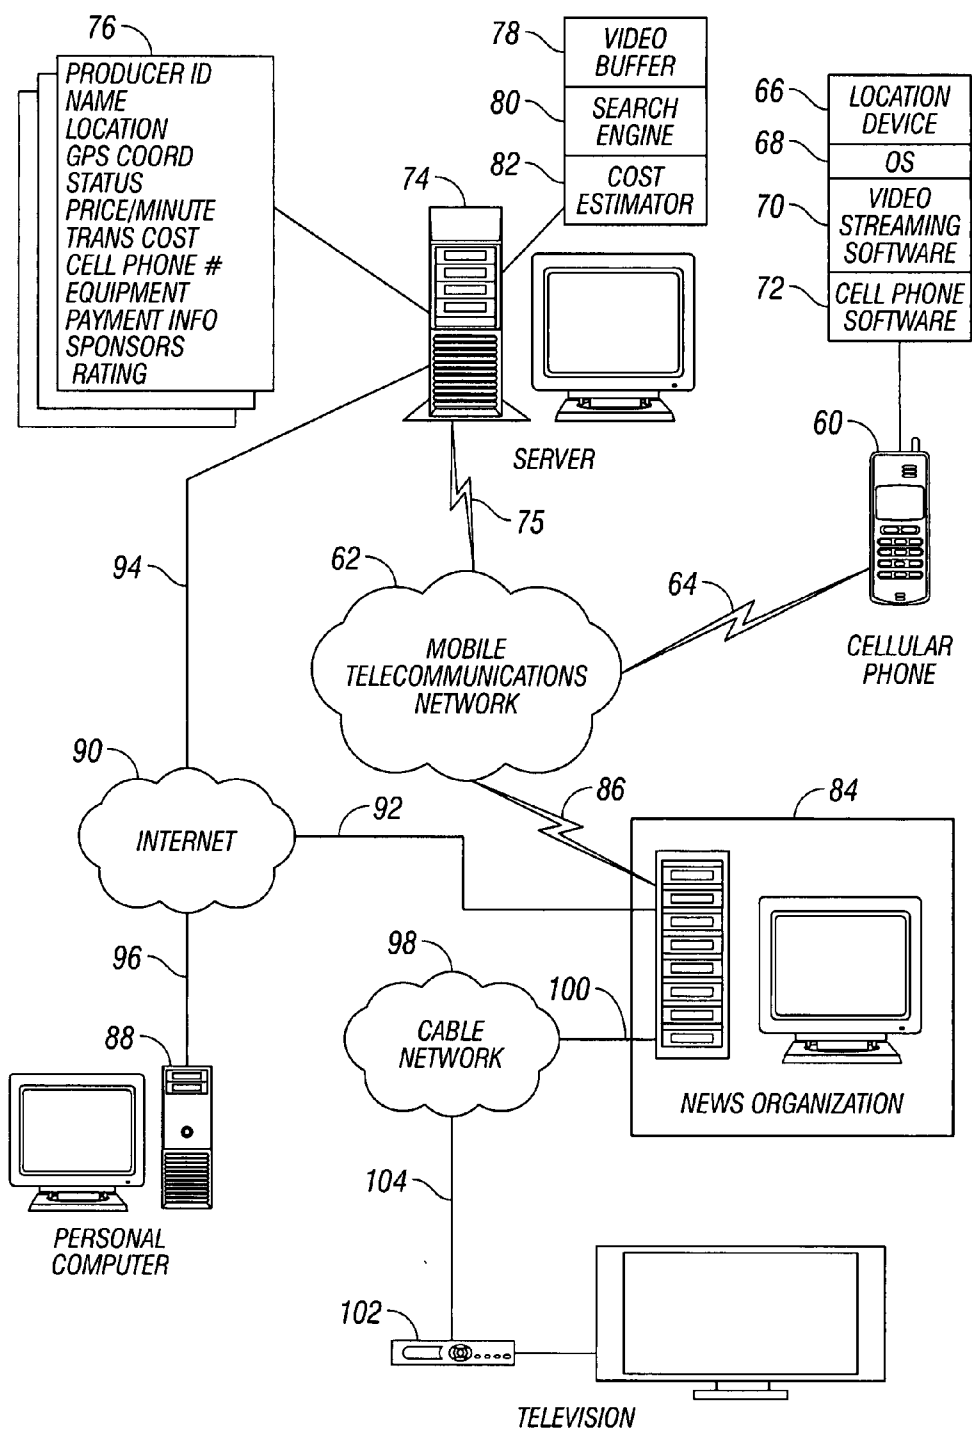 76
PRODUCER ID
NAME
LOCATION
GPS COORD
STATUS
PRICE/MINUTE
TRANS COST
CELL PHONE #
EQUIPMENT
PAYMENT INFO
SPONSORS
RATING
78
VIDEO
BUFFER
80
SEARCH
ENGINE
82
COST
ESTIMATOR
74
SERVER
66
LOCATION
DEVICE
68
OS
70
VIDEO
STREAMING
SOFTWARE
72
CELL PHONE
SOFTWARE
60
CELLULAR
PHONE
75
94
62
64
MOBILE
TELECOMMUNICATIONS
NETWORK
90
INTERNET
92
86
84
NEWS ORGANIZATION
96
98
CABLE
NETWORK
100
88
PERSONAL
COMPUTER
104
102
TELEVISION